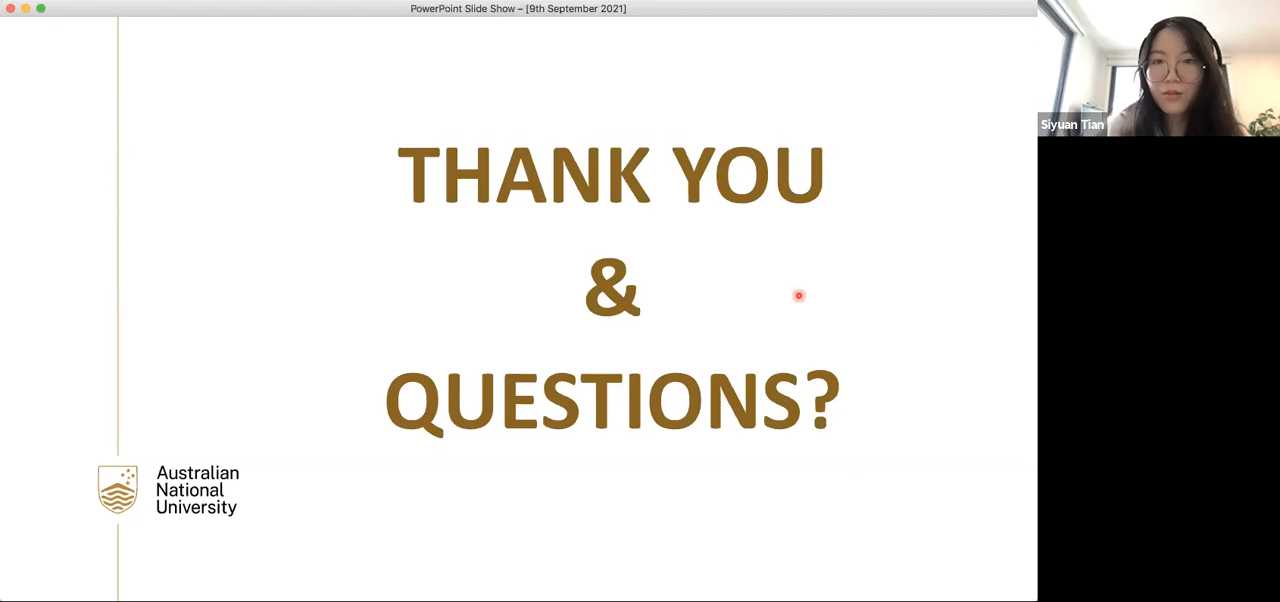 PowerPoint Slide Show – [9th September 2021]
THANK YOU
&
QUESTIONS?
Australian
National
University
Siyuan Tian